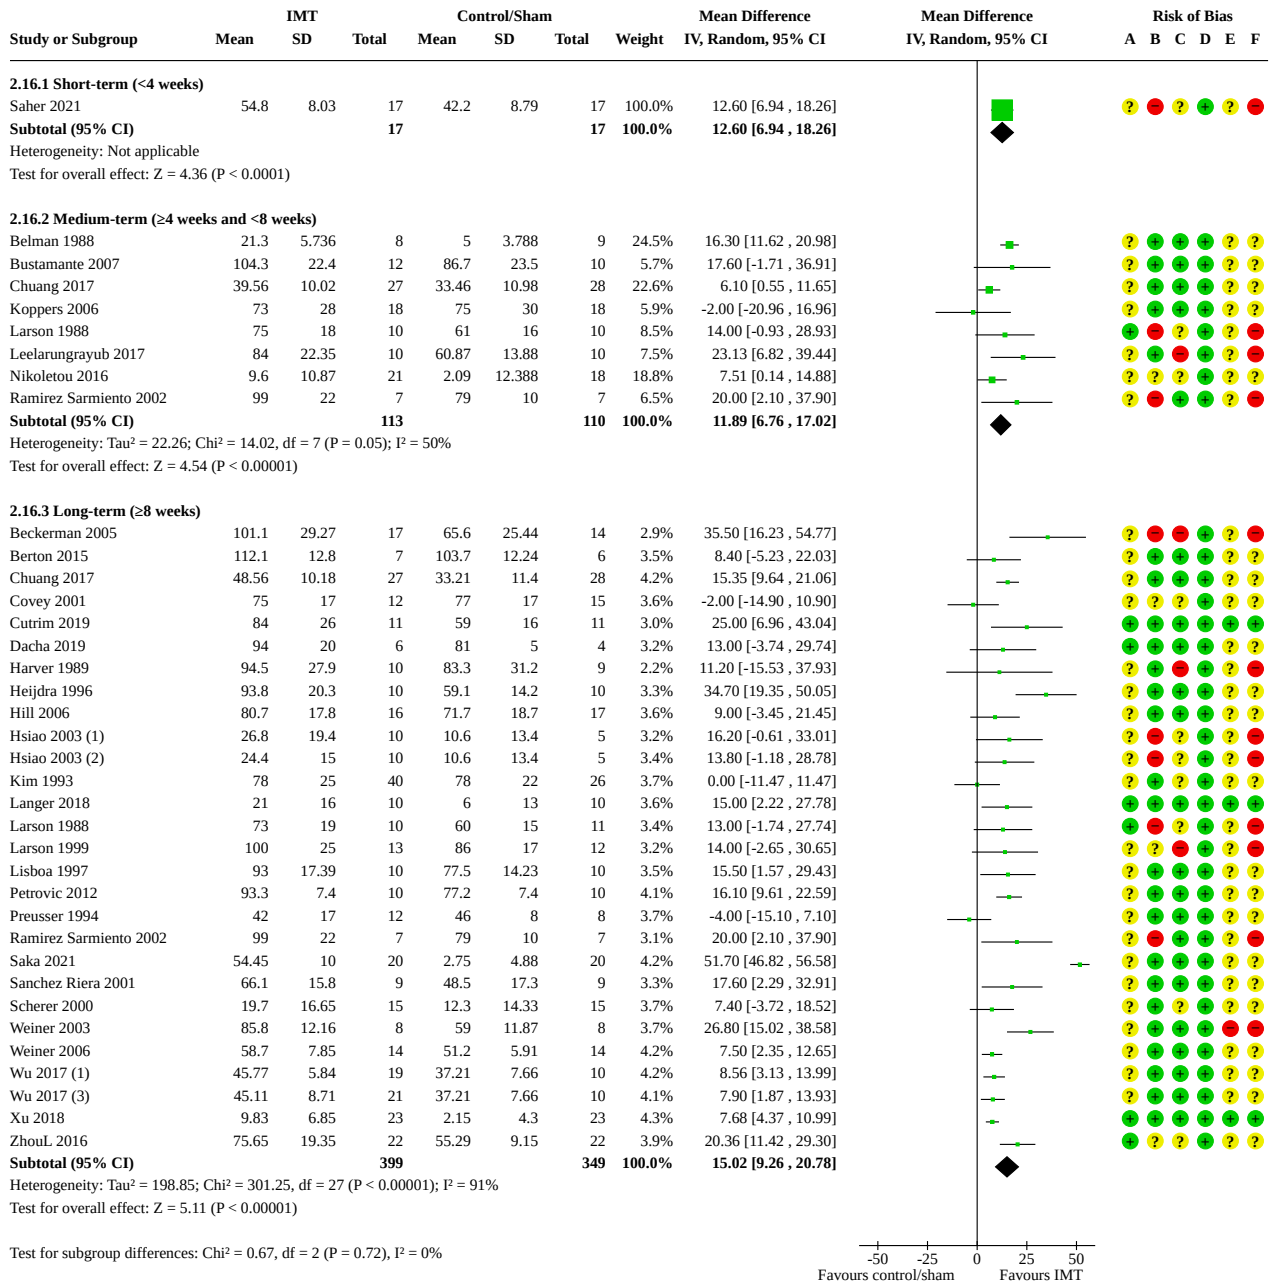 IMT Control/Sham Mean Difference Mean Difference Risk of Bias
Study or Subgroup Mean SD Total Mean SD Total Weight IV, Random, 95% CI IV, Random, 95% CI A B C D E F
2.16.1 Short-term (<4 weeks)
Saher 2021 54.8 8.03 17 42.2 8.79 17 100.0% 12.60 [6.94 , 18.26] ? − ? + ? −
Subtotal (95% CI) 17 17 100.0% 12.60 [6.94 , 18.26]
Heterogeneity: Not applicable
Test for overall effect: Z = 4.36 (P < 0.0001)
2.16.2 Medium-term (≥4 weeks and <8 weeks)
Belman 1988 21.3 5.736 8 5 3.788 9 24.5% 16.30 [11.62 , 20.98] ? + + + ? ?
Bustamante 2007 104.3 22.4 12 86.7 23.5 10 5.7% 17.60 [-1.71 , 36.91] ? + + + ? ?
Chuang 2017 39.56 10.02 27 33.46 10.98 28 22.6% 6.10 [0.55 , 11.65] ? + + + ? ?
Koppers 2006 73 28 18 75 30 18 5.9% -2.00 [-20.96 , 16.96] ? + + + ? ?
Larson 1988 75 18 10 61 16 10 8.5% 14.00 [-0.93 , 28.93] + − ? + ? −
Leelarungrayub 2017 84 22.35 10 60.87 13.88 10 7.5% 23.13 [6.82 , 39.44] ? + − + ? −
Nikoletou 2016 9.6 10.87 21 2.09 12.388 18 18.8% 7.51 [0.14 , 14.88] ? ? ? + ? ?
Ramirez Sarmiento 2002 99 22 7 79 10 7 6.5% 20.00 [2.10 , 37.90] ? − + + ? −
Subtotal (95% CI) 113 110 100.0% 11.89 [6.76 , 17.02]
Heterogeneity: Tau² = 22.26; Chi² = 14.02, df = 7 (P = 0.05); I² = 50%
Test for overall effect: Z = 4.54 (P < 0.00001)
2.16.3 Long-term (≥8 weeks)
Beckerman 2005 101.1 29.27 17 65.6 25.44 14 2.9% 35.50 [16.23 , 54.77] ? − − + ? −
Berton 2015 112.1 12.8 7 103.7 12.24 6 3.5% 8.40 [-5.23 , 22.03] ? + + + ? ?
Chuang 2017 48.56 10.18 27 33.21 11.4 28 4.2% 15.35 [9.64 , 21.06] ? + + + ? ?
Covey 2001 75 17 12 77 17 15 3.6% -2.00 [-14.90 , 10.90] ? ? ? + ? ?
Cutrim 2019 84 26 11 59 16 11 3.0% 25.00 [6.96 , 43.04] + + + + + +
Dacha 2019 94 20 6 81 5 4 3.2% 13.00 [-3.74 , 29.74] + + + + ? ?
Harver 1989 94.5 27.9 10 83.3 31.2 9 2.2% 11.20 [-15.53 , 37.93] ? + − + ? −
Heijdra 1996 93.8 20.3 10 59.1 14.2 10 3.3% 34.70 [19.35 , 50.05] ? + + + ? ?
Hill 2006 80.7 17.8 16 71.7 18.7 17 3.6% 9.00 [-3.45 , 21.45] ? + + + ? ?
Hsiao 2003 (1) 26.8 19.4 10 10.6 13.4 5 3.2% 16.20 [-0.61 , 33.01] ? − ? + ? −
Hsiao 2003 (2) 24.4 15 10 10.6 13.4 5 3.4% 13.80 [-1.18 , 28.78] ? − ? + ? −
Kim 1993 78 25 40 78 22 26 3.7% 0.00 [-11.47 , 11.47] ? + ? + ? ?
Langer 2018 21 16 10 6 13 10 3.6% 15.00 [2.22 , 27.78] + + + + + +
Larson 1988 73 19 10 60 15 11 3.4% 13.00 [-1.74 , 27.74] + − ? + ? −
Larson 1999 100 25 13 86 17 12 3.2% 14.00 [-2.65 , 30.65] ? ? − + ? −
Lisboa 1997 93 17.39 10 77.5 14.23 10 3.5% 15.50 [1.57 , 29.43] ? + + + ? ?
Petrovic 2012 93.3 7.4 10 77.2 7.4 10 4.1% 16.10 [9.61 , 22.59] ? + + + ? ?
Preusser 1994 42 17 12 46 8 8 3.7% -4.00 [-15.10 , 7.10] ? + + + ? ?
Ramirez Sarmiento 2002 99 22 7 79 10 7 3.1% 20.00 [2.10 , 37.90] ? − + + ? −
Saka 2021 54.45 10 20 2.75 4.88 20 4.2% 51.70 [46.82 , 56.58] ? + + + ? ?
Sanchez Riera 2001 66.1 15.8 9 48.5 17.3 9 3.4% 17.60 [2.29 , 32.91] ? + + + ? ?
Scherer 2000 19.7 16.65 15 12.3 14.33 15 3.7% 7.40 [-3.72 , 18.52] ? + ? + ? ?
Weiner 2003 85.8 12.16 8 59 11.87 8 3.7% 26.80 [15.02 , 38.58] ? + + + − −
Weiner 2006 58.7 7.85 14 51.2 5.91 14 4.2% 7.50 [2.35 , 12.65] ? + + + ? ?
Wu 2017 (1) 45.77 5.84 19 37.21 7.66 10 4.2% 8.56 [3.13 , 13.99] ? + + + ? ?
Wu 2017 (3) 45.11 8.71 21 37.21 7.66 10 4.2% 7.90 [1.87 , 13.93] ? + + + ? ?
Xu 2018 9.83 6.85 23 2.15 4.3 23 4.3% 7.68 [4.37 , 10.99] + + + + + +
ZhouL 2016 75.65 19.35 22 55.29 9.15 22 3.9% 20.36 [11.42 , 29.30] + ? ? + ? ?
Subtotal (95% CI) 399 349 100.0% 15.02 [9.26 , 20.78]
Heterogeneity: Tau² = 198.85; Chi² = 301.25, df = 27 (P < 0.00001); I² = 91%
Test for overall effect: Z = 5.11 (P < 0.00001)
Test for subgroup differences: Chi² = 0.67, df = 2 (P = 0.72), I² = 0%
-50 -25 0 25 50
Favours control/sham Favours IMT